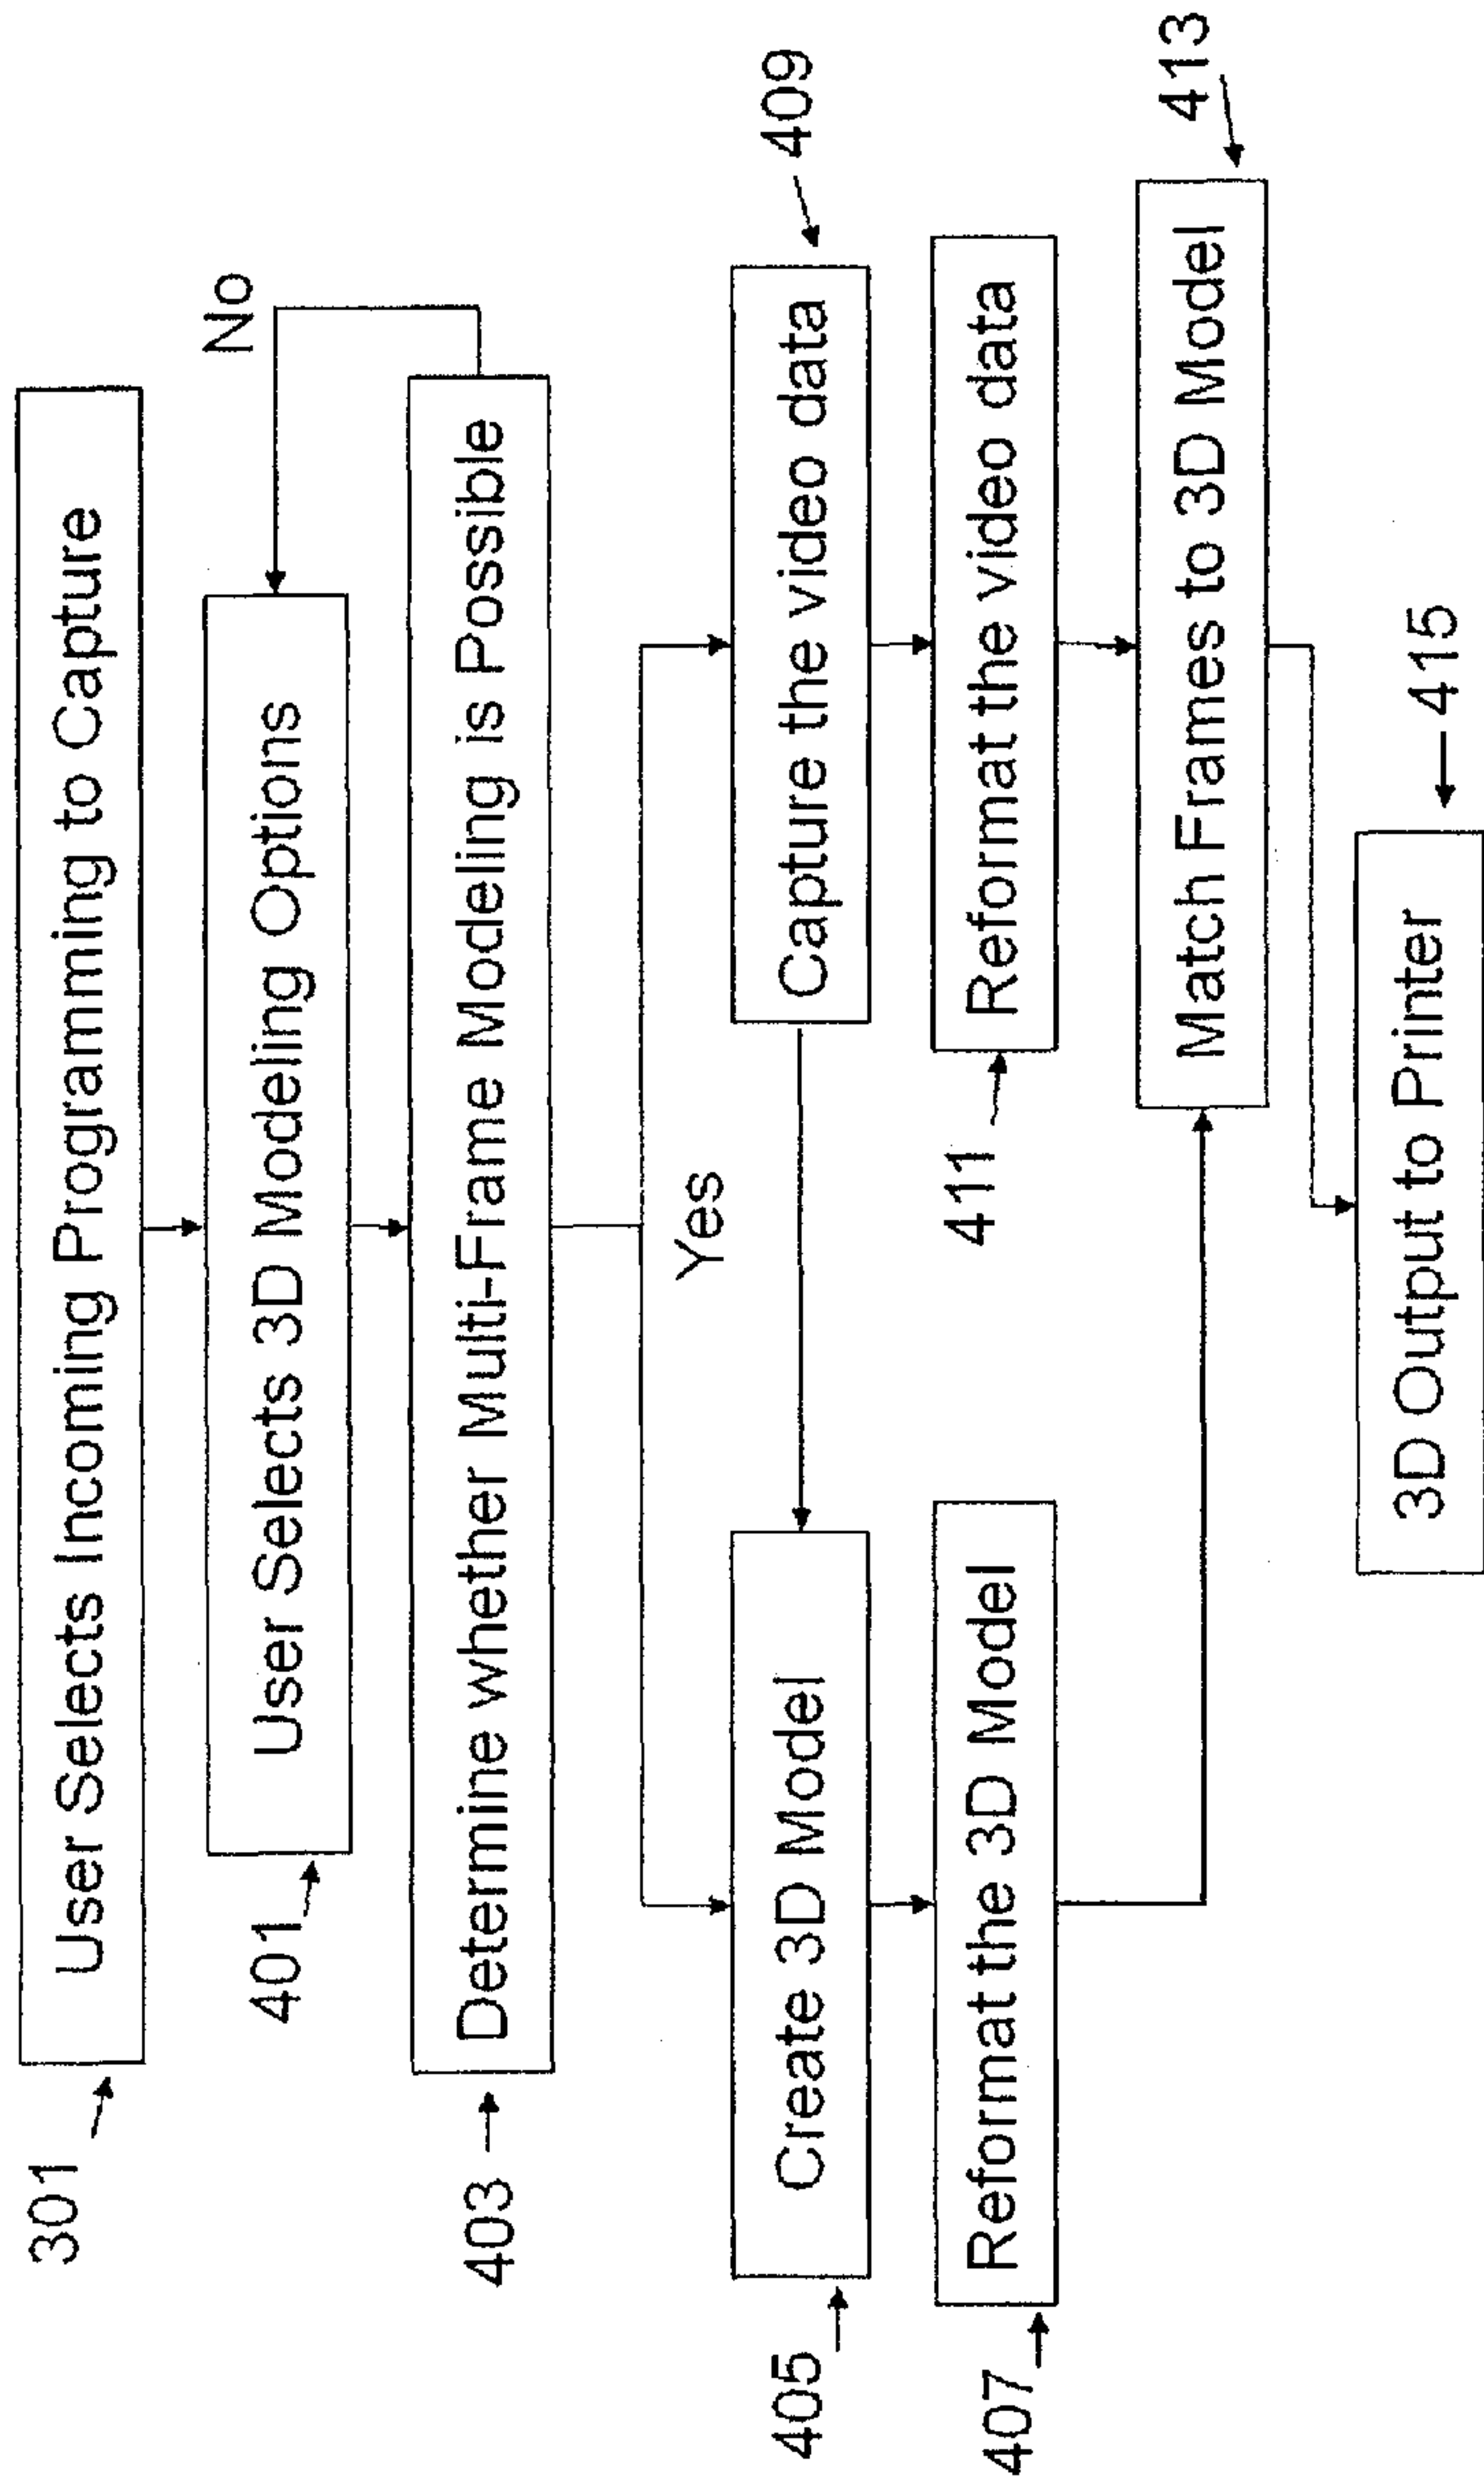 301
User Selects Incoming Programming to Capture
401
User Selects 3D Modeling Options
No
403
Determine whether Multi-Frame Modeling is Possible
Yes
405
Create 3D Model
Capture the video data
409
407
Reformat the 3D Model
411
Reformat the video data
Match Frames to 3D Model
413
3D Output to Printer
415